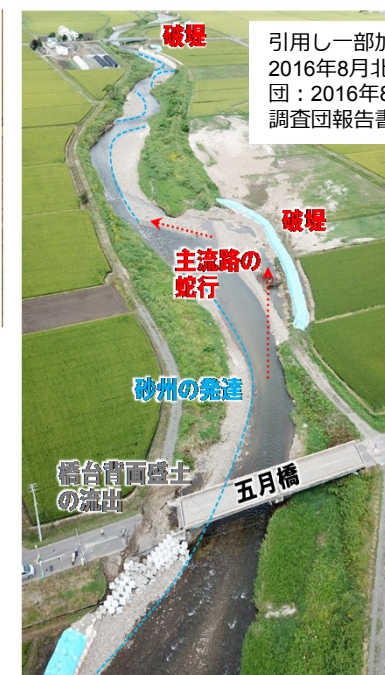 破堤
引用し一部加
2016年8月北
団：2016年8
調査団報告書
破堤
主流路の
蛇行
砂州の発達
橋台背面盛土
の流出
五月橋